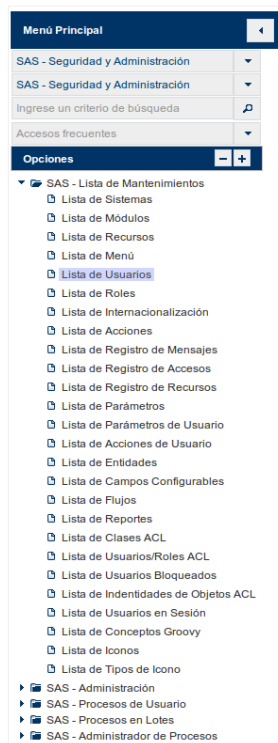 Menú Principal
SAS - Seguridad y Administración
SAS - Seguridad y Administración
Ingrese un criterio de búsqueda
Accesos frecuentes
Opciones
SAS - Lista de Mantenimientos
Lista de Sistemas
Lista de Módulos
Lista de Recursos
Lista de Menú
Lista de Usuarios
Lista de Roles
Lista de Internacionalización
Lista de Acciones
Lista de Registro de Mensajes
Lista de Registro de Accesos
Lista de Registro de Recursos
Lista de Parámetros
Lista de Parámetros de Usuario
Lista de Acciones de Usuario
Lista de Entidades
Lista de Campos Configurables
Lista de Flujos
Lista de Reportes
Lista de Clases ACL
Lista de Usuarios/Roles ACL
Lista de Usuarios Bloqueados
Lista de Indentidades de Objetos ACL
Lista de Usuarios en Sesión
Lista de Conceptos Groovy
Lista de Iconos
Lista de Tipos de Icono
SAS - Administración
SAS - Procesos de Usuario
SAS - Procesos en Lotes
SAS - Administrador de Procesos